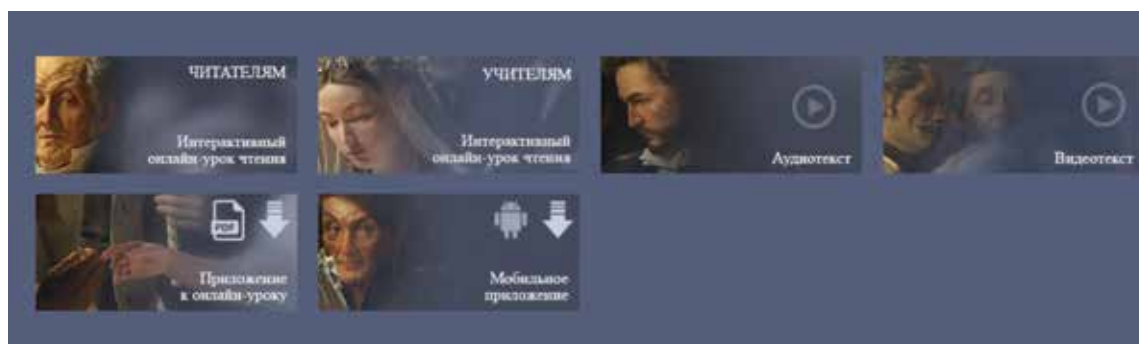 ЧИТАТЕЛЯМ
Интерактивный
онлайн-урок чтения
УЧИТЕЛЯМ
Интерактивный
онлайн-урок чтения
Аудиотекст
Видеотекст
PDF
Приложение
к онлайн-уроку
Мобильное
приложение